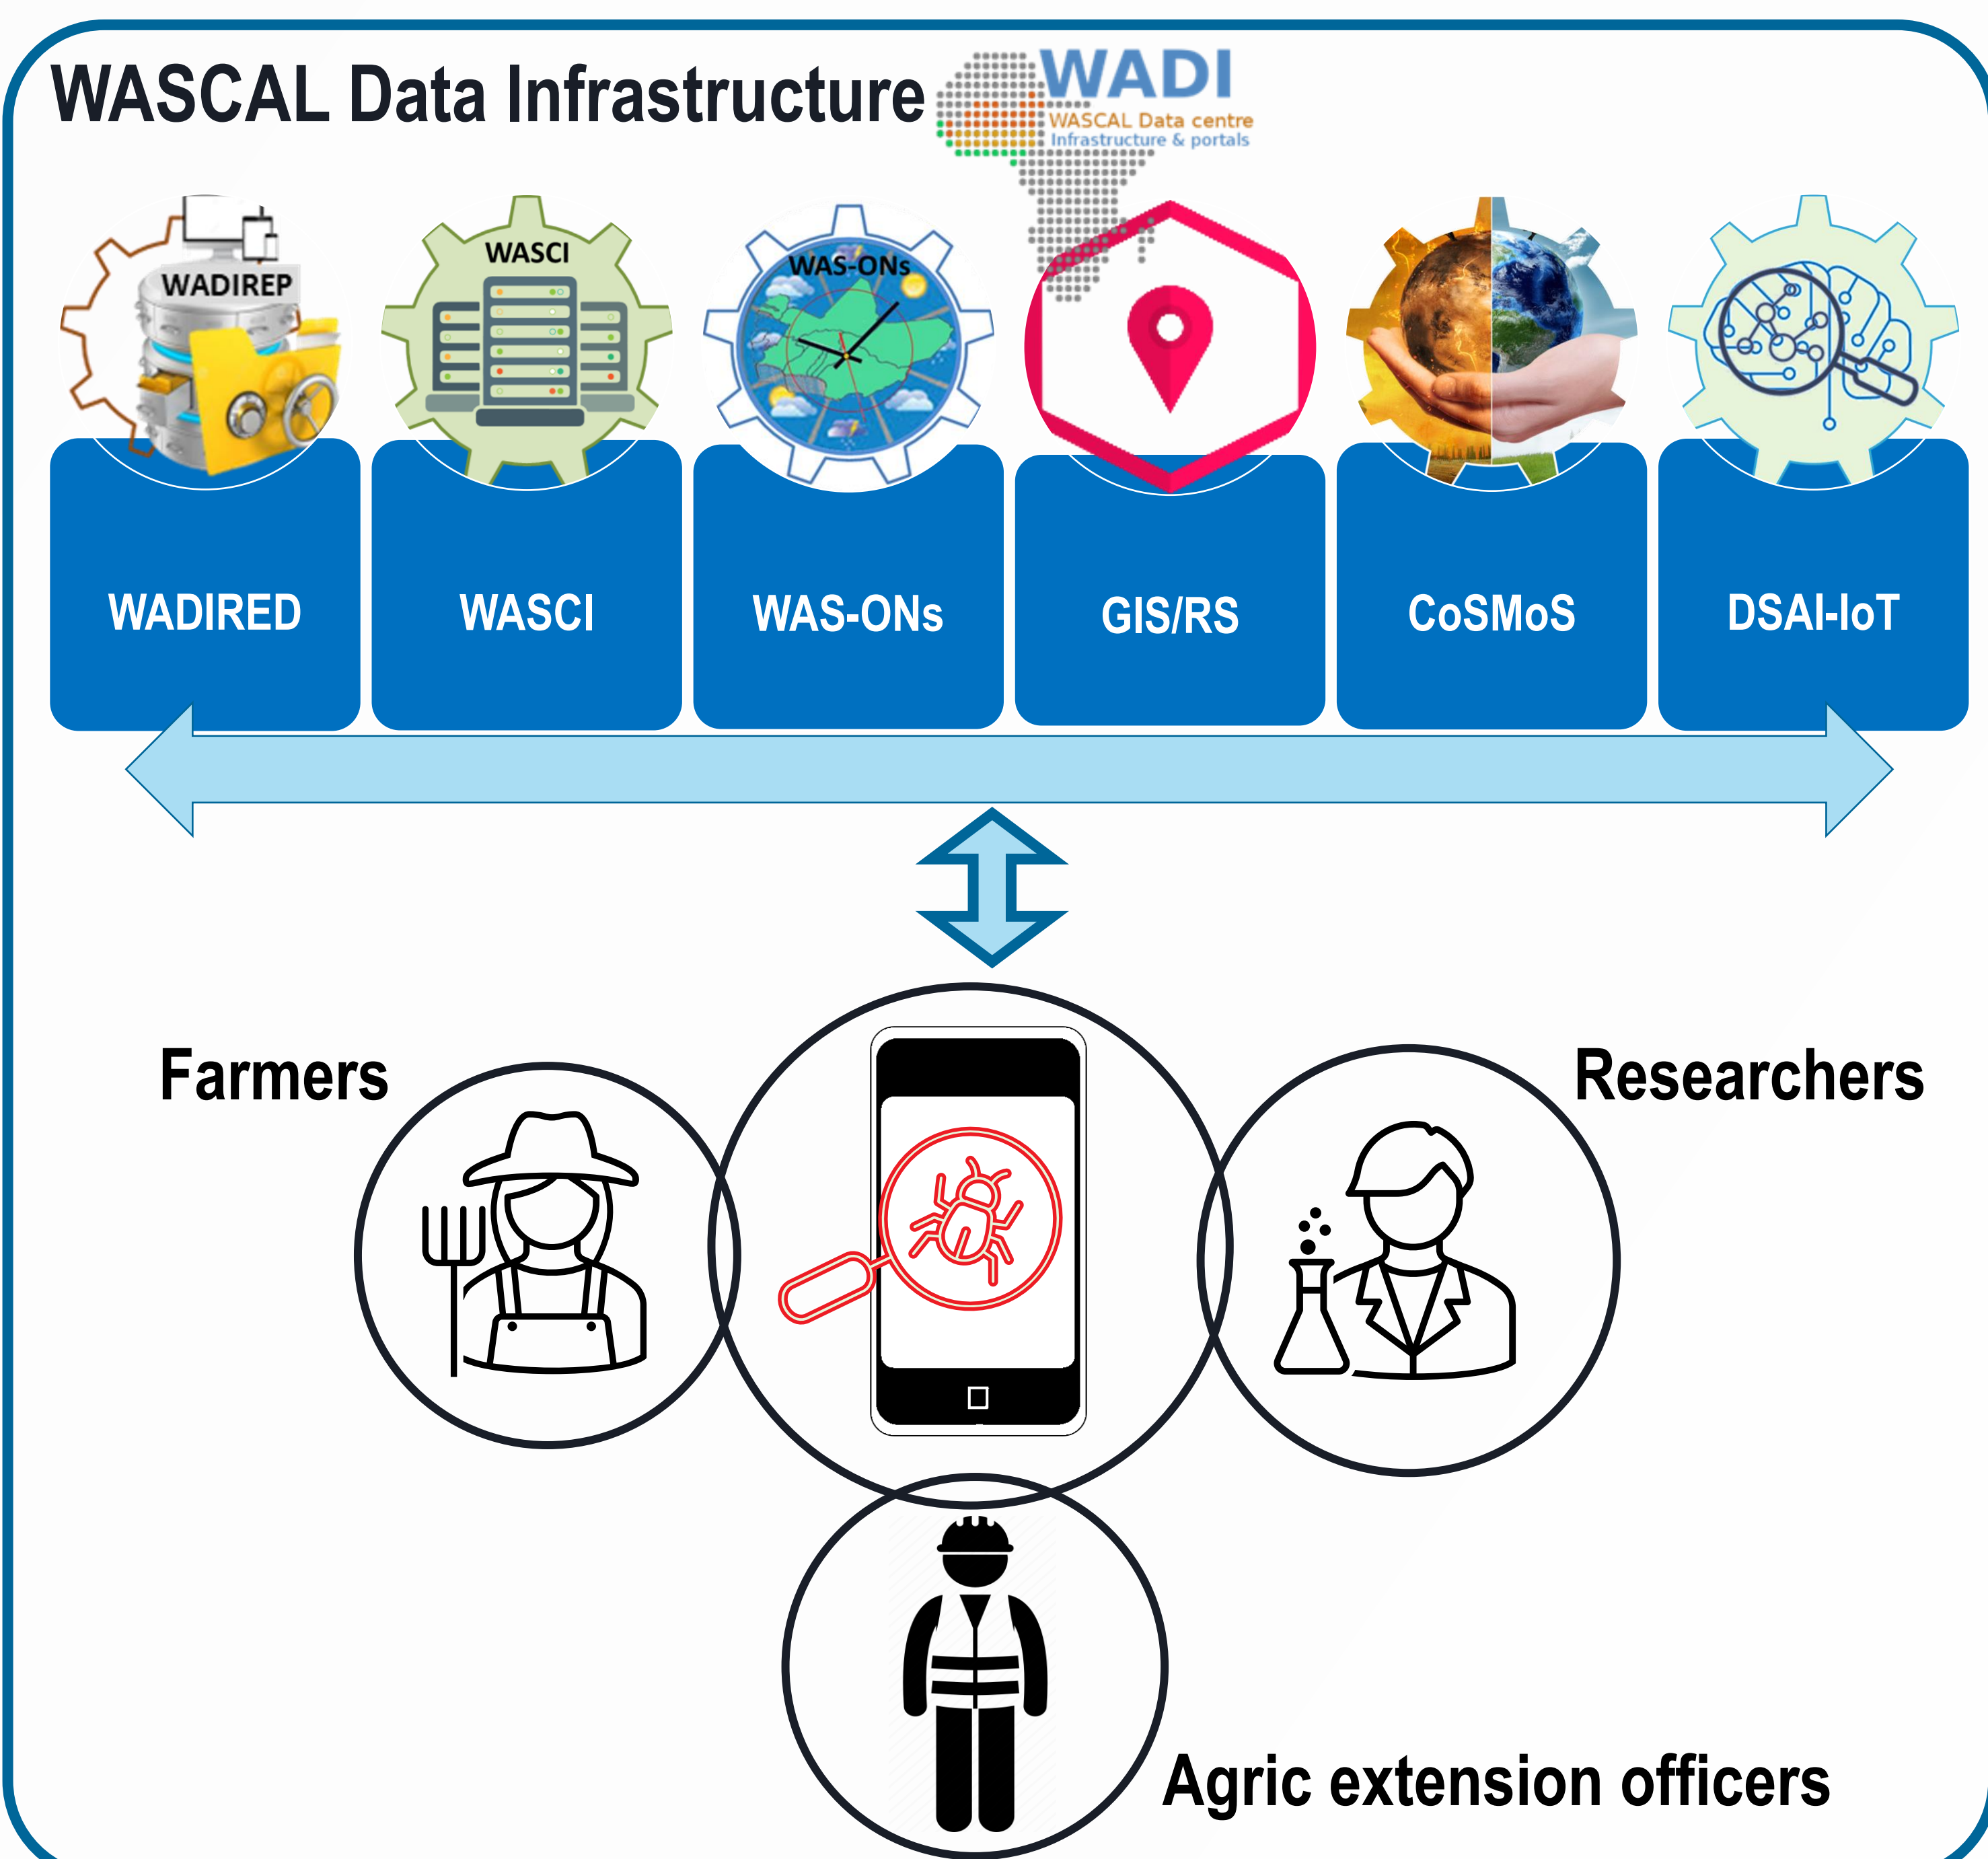 WASCAL Data Infrastructure
WADI
WASCAL Data centre
Infrastructure & portals
WADIREP
WASCI
WAS-ONs
WADIRED
WASCI
WAS-ONs
GIS/RS
CoSMoS
DSAI-IoT
Farmers
Researchers
Agric extension officers